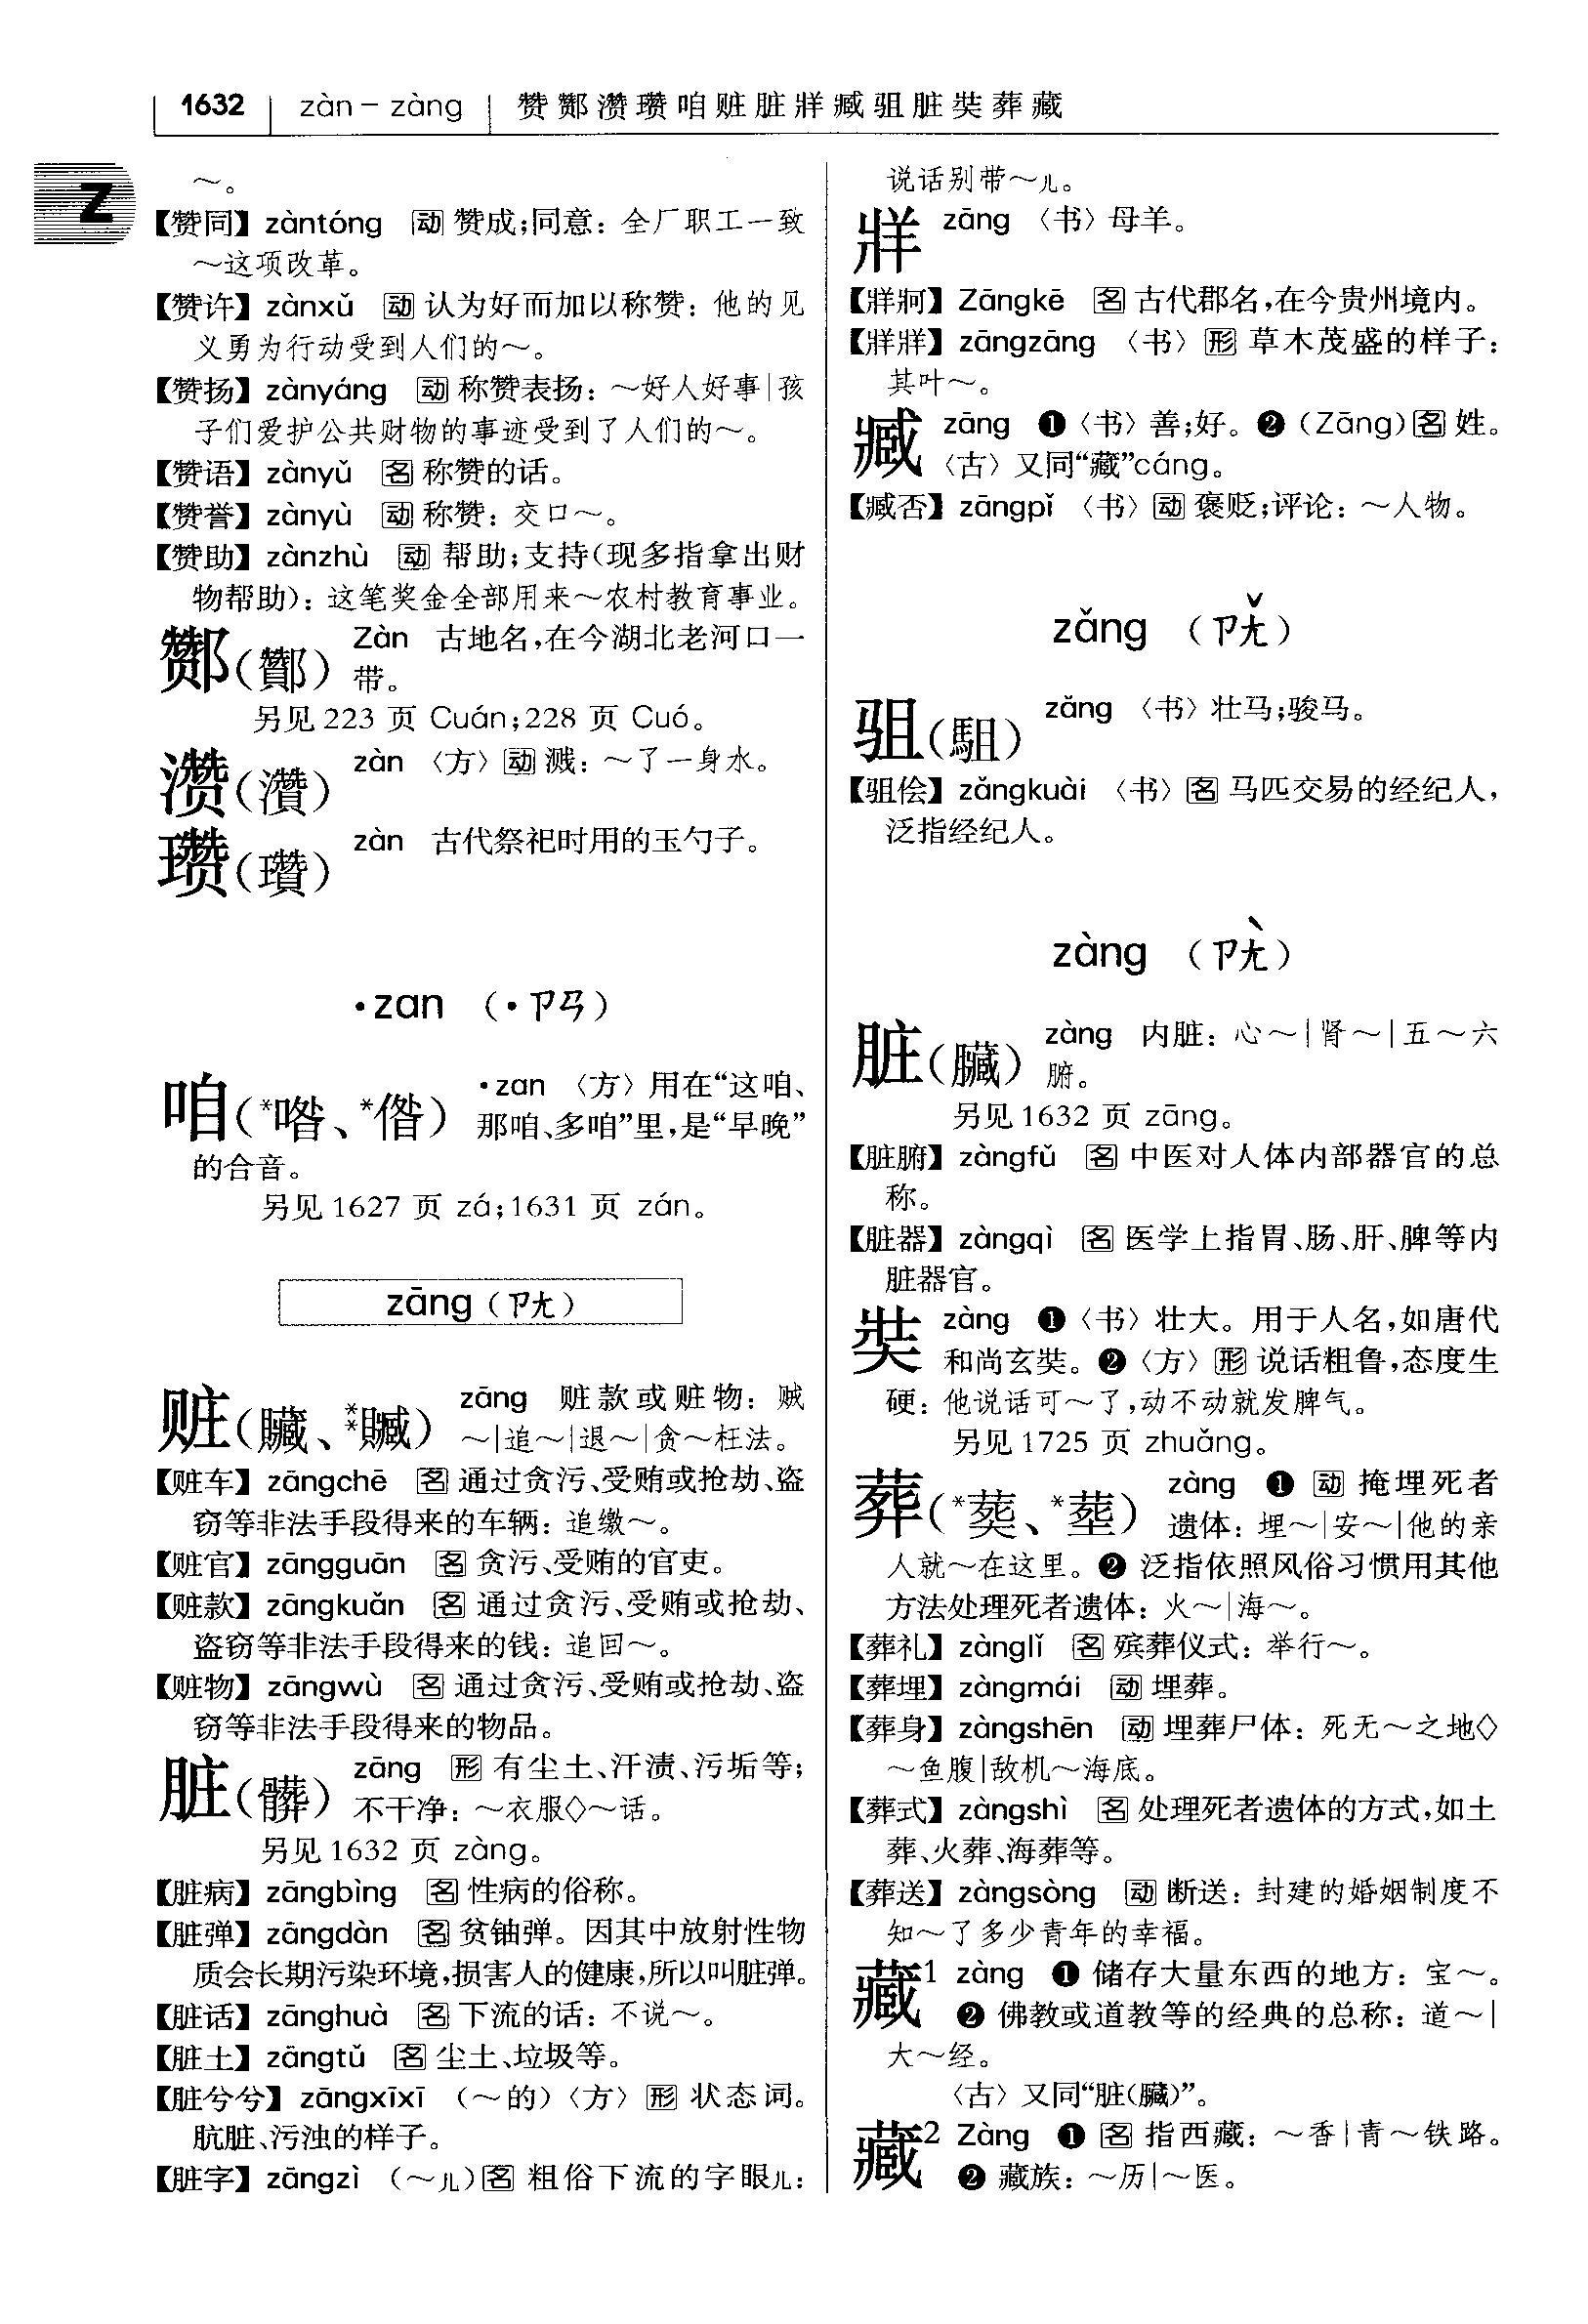 1632 zàn – zàng 赞酂灒瓒咱赃脏牂臧驵脏奘葬藏
Z
～。
【赞同】zàntóng 动 赞成;同意：全厂职工一致
～这项改革。
【赞许】zànxǔ 动 认为好而加以称赞：他的见
义勇为行动受到人们的～。
【赞扬】zànyáng 动 称赞表扬：～好人好事|孩
子们爱护公共财物的事迹受到了人们的～。
【赞语】zànyǔ 名 称赞的话。
【赞誉】zànyù 动 称赞：交口～。
【赞助】zànzhù 动 帮助;支持(现多指拿出财
物帮助)：这笔奖金全部用来～农村教育事业。
酂(酇) Zàn 古地名,在今湖北老河口一
带。
另见223 页 Cuán;228 页 Cuó。
灒(灒) zàn 〈方〉动 溅：～了一身水。
瓒(瓚) zàn 古代祭祀时用的玉勺子。
·zan (·ㄗㄢ)
咱(*喒、*偺) ·zan 〈方〉用在“这咱、
那咱、多咱”里,是“早晚”
的合音。
另见1627 页 zá;1631 页 zán。
zāng(ㄗㄤ)
赃(贓、**贜) zāng 赃款或赃物：贼
～|追～|退～|贪～枉法。
【赃车】zāngchē 名 通过贪污、受贿或抢劫、盗
窃等非法手段得来的车辆：追缴～。
【赃官】zāngguān 名 贪污、受贿的官吏。
【赃款】zāngkuǎn 名 通过贪污、受贿或抢劫、
盗窃等非法手段得来的钱：追回～。
【赃物】zāngwù 名 通过贪污、受贿或抢劫、盗
窃等非法手段得来的物品。
脏(髒) zāng 形 有尘土、汗渍、污垢等;
不干净：～衣服◇～话。
另见1632 页 zàng。
【脏病】zāngbìng 名 性病的俗称。
【脏弹】zāngdàn 名 贫铀弹。因其中放射性物
质会长期污染环境,损害人的健康,所以叫脏弹。
【脏话】zānghuà 名 下流的话：不说～。
【脏土】zāngtǔ 名 尘土、垃圾等。
【脏兮兮】zāngxīxī (～的)〈方〉形 状态词。
肮脏、污浊的样子。
【脏字】zāngzì (～儿)名 粗俗下流的字眼儿：
说话别带～儿。
牂 zāng 〈书〉母羊。
【牂牁】Zāngkē 名 古代郡名,在今贵州境内。
【牂牂】zāngzāng 〈书〉形 草木茂盛的样子：
其叶～。
臧 zāng ❶〈书〉善;好。❷(Zāng)名 姓。
〈古〉又同“藏”cáng。
【臧否】zāngpǐ 〈书〉动 褒贬;评论：～人物。
zǎng (ㄗㄤˇ)
驵(駔) zǎng 〈书〉壮马;骏马。
【驵侩】zǎngkuài 〈书〉名 马匹交易的经纪人,
泛指经纪人。
zàng (ㄗㄤˋ)
脏(臟) zàng 内脏：心～|肾～|五～六
腑。
另见1632 页 zāng。
【脏腑】zàngfǔ 名 中医对人体内部器官的总
称。
【脏器】zàngqì 名 医学上指胃、肠、肝、脾等内
脏器官。
奘 zàng ❶〈书〉壮大。用于人名,如唐代
和尚玄奘。❷〈方〉形 说话粗鲁,态度生
硬：他说话可～了,动不动就发脾气。
另见1725 页 zhuǎng。
葬(*塟、*葬) zàng ❶ 动 掩埋死者
遗体：埋～|安～|他的亲
人就～在这里。❷ 泛指依照风俗习惯用其他
方法处理死者遗体：火～|海～。
【葬礼】zànglǐ 名 殡葬仪式：举行～。
【葬埋】zàngmái 动 埋葬。
【葬身】zàngshēn 动 埋葬尸体：死无～之地◇
～鱼腹|敌机～海底。
【葬式】zàngshì 名 处理死者遗体的方式,如土
葬、火葬、海葬等。
【葬送】zàngsòng 动 断送：封建的婚姻制度不
知～了多少青年的幸福。
藏1 zàng ❶ 储存大量东西的地方：宝～。
❷ 佛教或道教等的经典的总称：道～|
大～经。
〈古〉又同“脏(臟)”。
藏2 Zàng ❶ 名 指西藏：～香|青～铁路。
❷ 藏族：～历|～医。